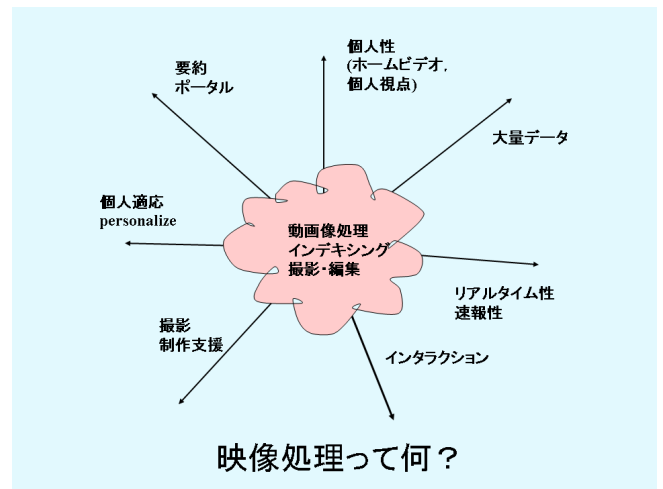 要約
ポータル
個人性
(ホームビデオ,
個人視点)
大量データ
個人適応
personalize
動画像処理
インデキシング
撮影・編集
リアルタイム性
速報性
撮影
制作支援
インタラクション
映像処理って何？